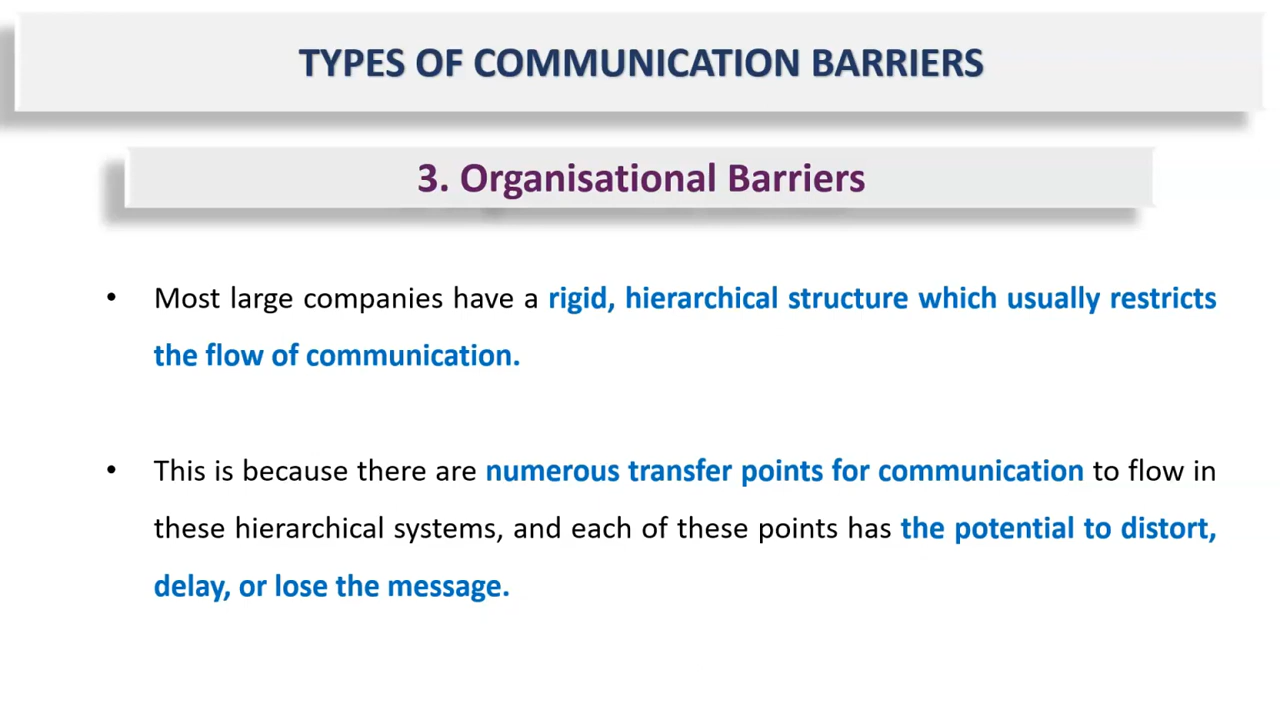 TYPES OF COMMUNICATION BARRIERS
3. Organisational Barriers
• Most large companies have a rigid, hierarchical structure which usually restricts
the flow of communication.
• This is because there are numerous transfer points for communication to flow in
these hierarchical systems, and each of these points has the potential to distort,
delay, or lose the message.